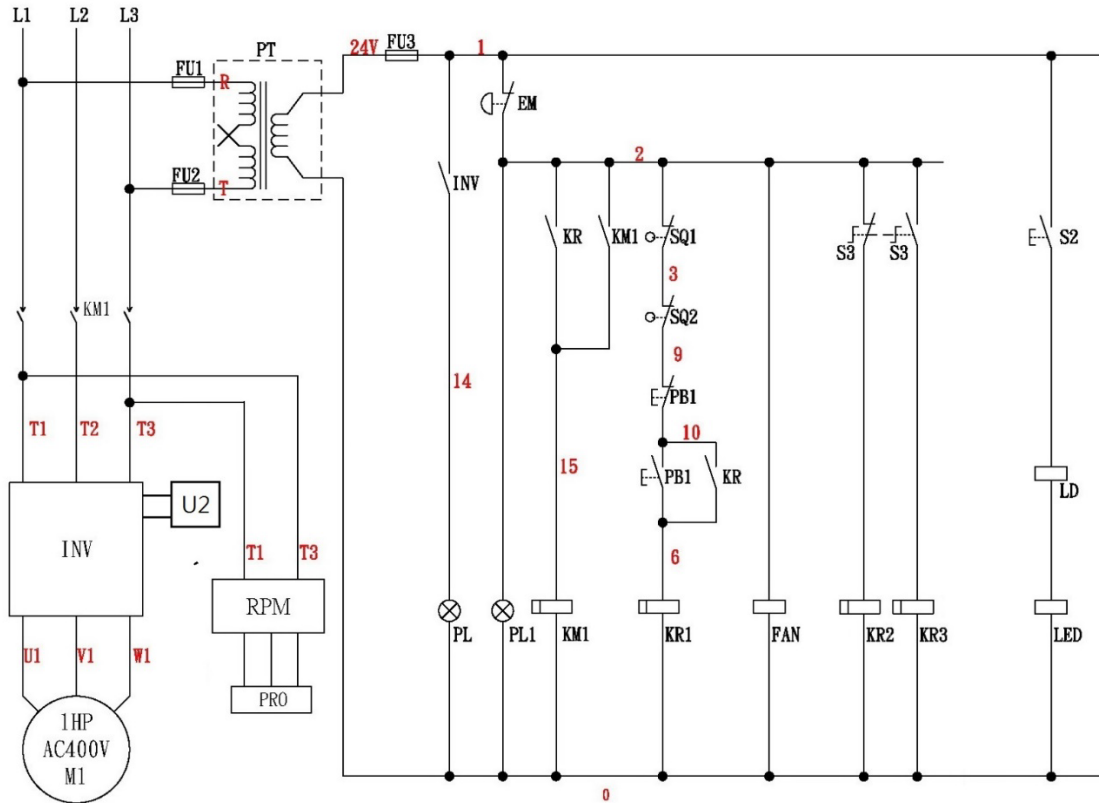 L1 L2 L3
PT
24V FU3 1
FU1 R
EM
2
FU2 T
INV
KR KM1 SQ1 S3 S3 S2
3
KM1 SQ2
9
14 PB1
T1 T2 T3 10
15 PB1 KR LD
U2
INV
T1 T3 6
RPM
PL PL1 KM1 KR1 FAN KR2 KR3 LED
U1 V1 W1
PRO
1HP
AC400V
M1
0